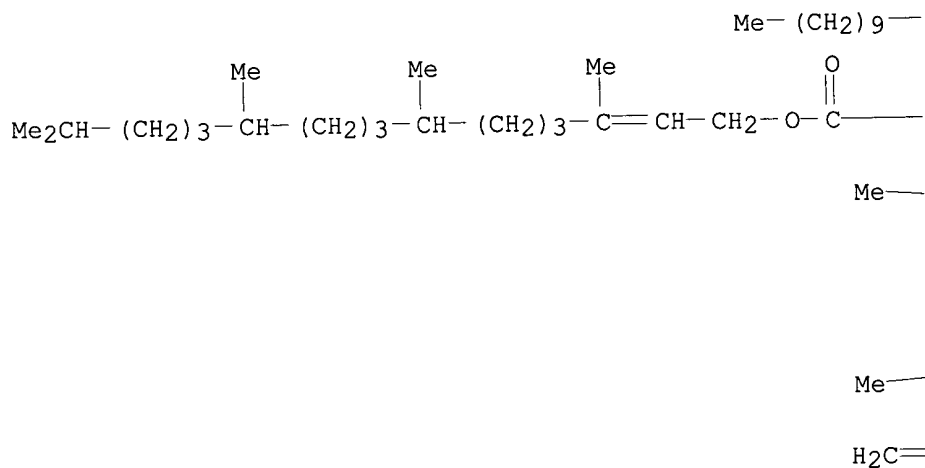 Me-(CH2)9-
O
Me Me Me
Me2CH-(CH2)3-CH-(CH2)3-CH-(CH2)3-C=CH-CH2-O-C-
Me-
Me-
H2C=